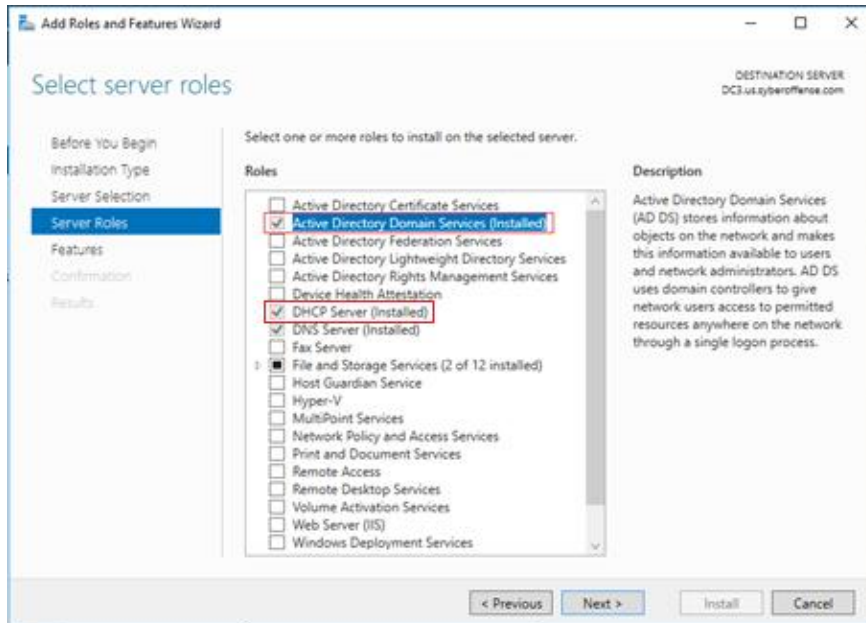 Add Roles and Features Wizard
Select server roles
DESTINATION SERVER
DC3.us.syberoffense.com
Before You Begin
Installation Type
Server Selection
Server Roles
Features
Confirmation
Results
Select one or more roles to install on the selected server.
Roles
Active Directory Certificate Services
Active Directory Domain Services (Installed)
Active Directory Federation Services
Active Directory Lightweight Directory Services
Active Directory Rights Management Services
Device Health Attestation
DHCP Server (Installed)
DNS Server (Installed)
Fax Server
File and Storage Services (2 of 12 installed)
Host Guardian Service
Hyper-V
MultiPoint Services
Network Policy and Access Services
Print and Document Services
Remote Access
Remote Desktop Services
Volume Activation Services
Web Server (IIS)
Windows Deployment Services
Description
Active Directory Domain Services
(AD DS) stores information about
objects on the network and makes
this information available to users
and network administrators. AD DS
uses domain controllers to give
network users access to permitted
resources anywhere on the network
through a single logon process.
< Previous
Next >
Install
Cancel